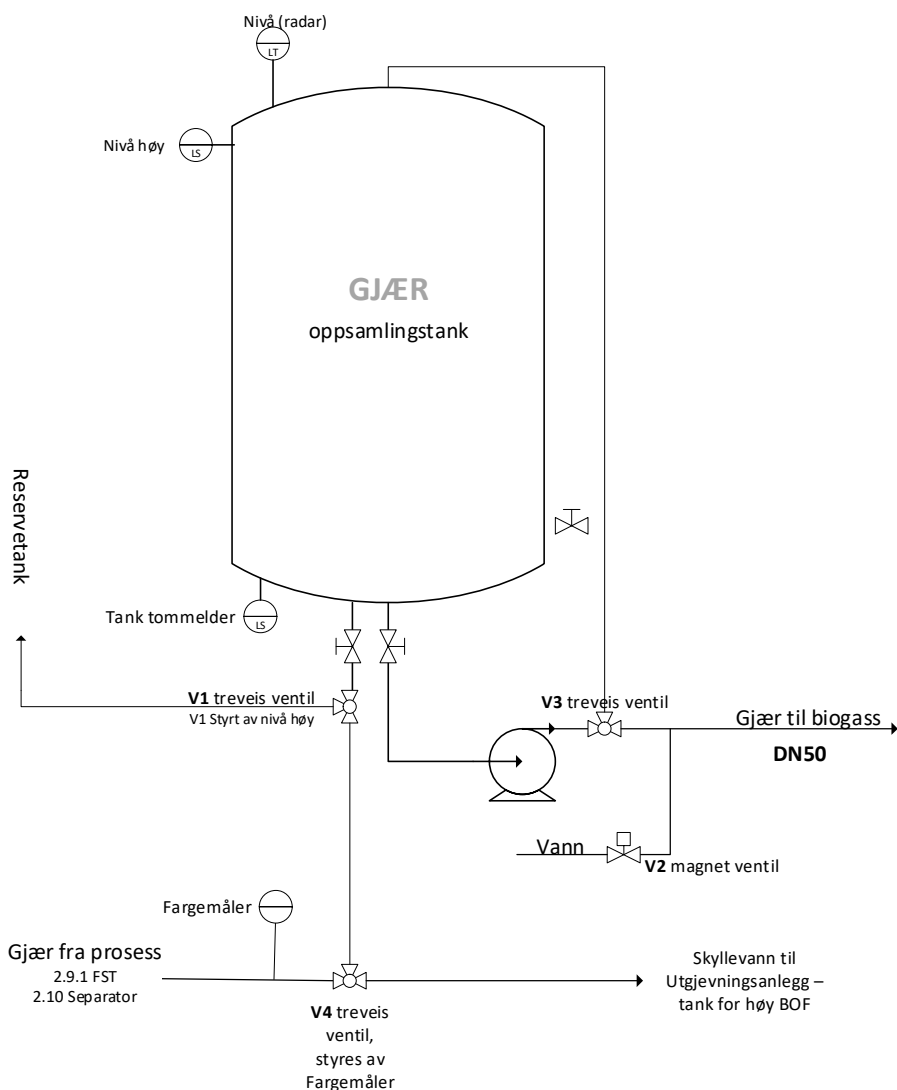 Nivå (radar)
LT
Nivå høy
LS
GJÆR
oppsamlingstank
Reservetank
Tank tommelder
LS
V1 treveis ventil
V1 Styrt av nivå høy
V3 treveis ventil
Gjær til biogass
DN50
Vann
V2 magnet ventil
Fargemåler
Gjær fra prosess
2.9.1 FST
2.10 Separator
V4 treveis
ventil,
styres av
Fargemåler
Skyllevann til
Utgjevningsanlegg –
tank for høy BOF